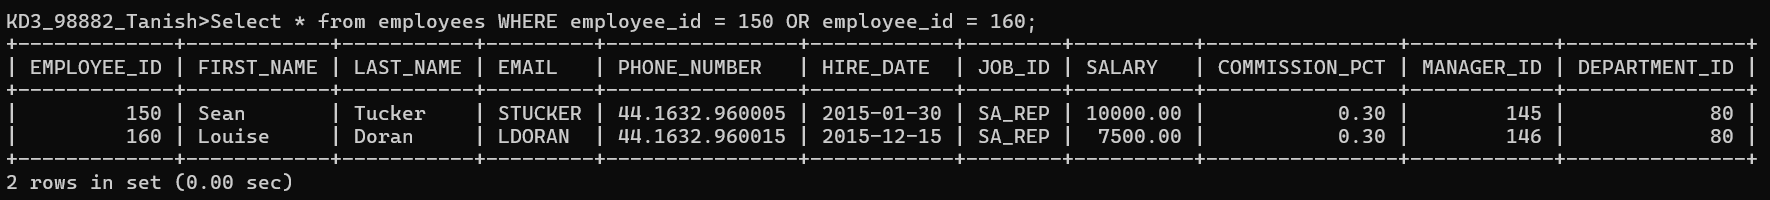 KD3_98882_Tanish>Select * from employees WHERE employee_id = 150 OR employee_id = 160;
+-------------+------------+-----------+---------+----------------+------------+--------+----------+----------------+------------+---------------+
| EMPLOYEE_ID | FIRST_NAME | LAST_NAME | EMAIL   | PHONE_NUMBER   | HIRE_DATE  | JOB_ID | SALARY   | COMMISSION_PCT | MANAGER_ID | DEPARTMENT_ID |
+-------------+------------+-----------+---------+----------------+------------+--------+----------+----------------+------------+---------------+
|         150 | Sean       | Tucker    | STUCKER | 44.1632.960005 | 2015-01-30 | SA_REP | 10000.00 |           0.30 |        145 |            80 |
|         160 | Louise     | Doran     | LDORAN  | 44.1632.960015 | 2015-12-15 | SA_REP |  7500.00 |           0.30 |        146 |            80 |
+-------------+------------+-----------+---------+----------------+------------+--------+----------+----------------+------------+---------------+
2 rows in set (0.00 sec)